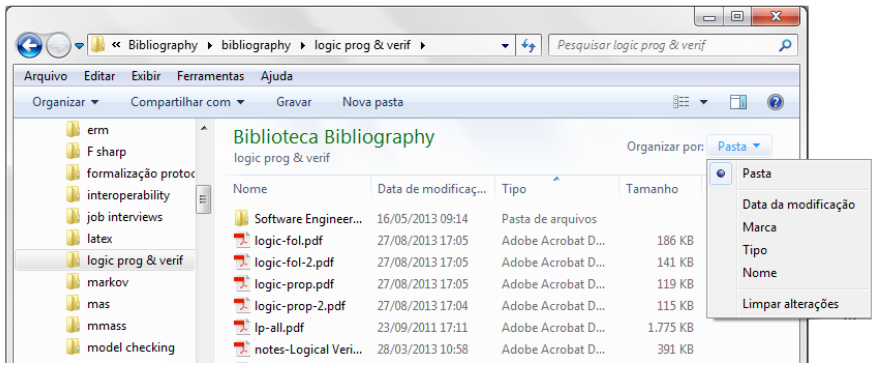 « Bibliography bibliography logic prog & verif Pesquisar logic prog & verif
Arquivo Editar Exibir Ferramentas Ajuda
Organizar Compartilhar com Gravar Nova pasta
erm
F sharp
formalização protoc
interoperability
job interviews
latex
logic prog & verif
markov
mas
mmass
model checking
Biblioteca Bibliography
logic prog & verif
Organizar por: Pasta
Nome Data de modificaç... Tipo Tamanho
Software Engineer... 16/05/2013 09:14 Pasta de arquivos
logic-fol.pdf 27/08/2013 17:05 Adobe Acrobat D... 186 KB
logic-fol-2.pdf 27/08/2013 17:05 Adobe Acrobat D... 141 KB
logic-prop.pdf 27/08/2013 17:05 Adobe Acrobat D... 119 KB
logic-prop-2.pdf 27/08/2013 17:04 Adobe Acrobat D... 115 KB
lp-all.pdf 23/09/2011 17:11 Adobe Acrobat D... 1.775 KB
notes-Logical Veri... 28/03/2013 10:58 Adobe Acrobat D... 391 KB
Pasta
Data da modificação
Marca
Tipo
Nome
Limpar alterações